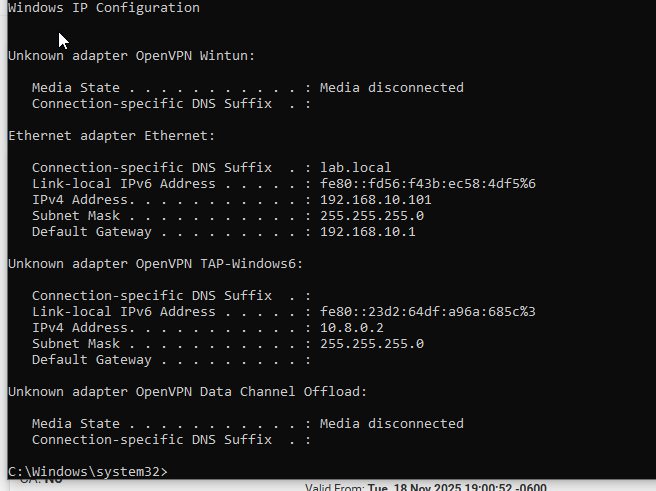 Windows IP Configuration
Unknown adapter OpenVPN Wintun:
Media State . . . . . . . . . . . : Media disconnected
Connection-specific DNS Suffix  . :
Ethernet adapter Ethernet:
Connection-specific DNS Suffix  . : lab.local
Link-local IPv6 Address . . . . . : fe80::fd56:f43b:ec58:4df5%6
IPv4 Address. . . . . . . . . . . : 192.168.10.101
Subnet Mask . . . . . . . . . . . : 255.255.255.0
Default Gateway . . . . . . . . . : 192.168.10.1
Unknown adapter OpenVPN TAP-Windows6:
Connection-specific DNS Suffix  . :
Link-local IPv6 Address . . . . . : fe80::23d2:64df:a96a:685c%3
IPv4 Address. . . . . . . . . . . : 10.8.0.2
Subnet Mask . . . . . . . . . . . : 255.255.255.0
Default Gateway . . . . . . . . . :
Unknown adapter OpenVPN Data Channel Offload:
Media State . . . . . . . . . . . : Media disconnected
Connection-specific DNS Suffix  . :
C:\Windows\system32>
CA: No
Valid From: Tue, 18 Nov 2025 19:00:52 -0600